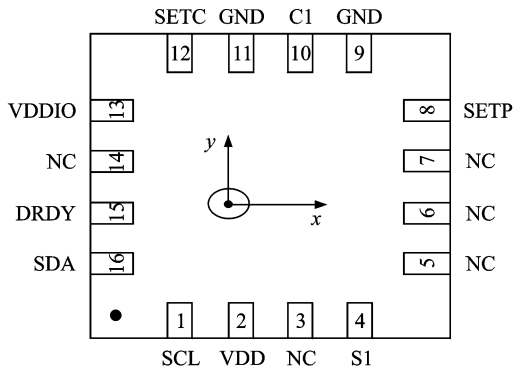 SETC GND C1 GND
12 11 10 9
VDDIO 13 8 SETP
NC 14 7 NC
y
DRDY 15 6 NC
x
SDA 16 5 NC
1 2 3 4
SCL VDD NC S1